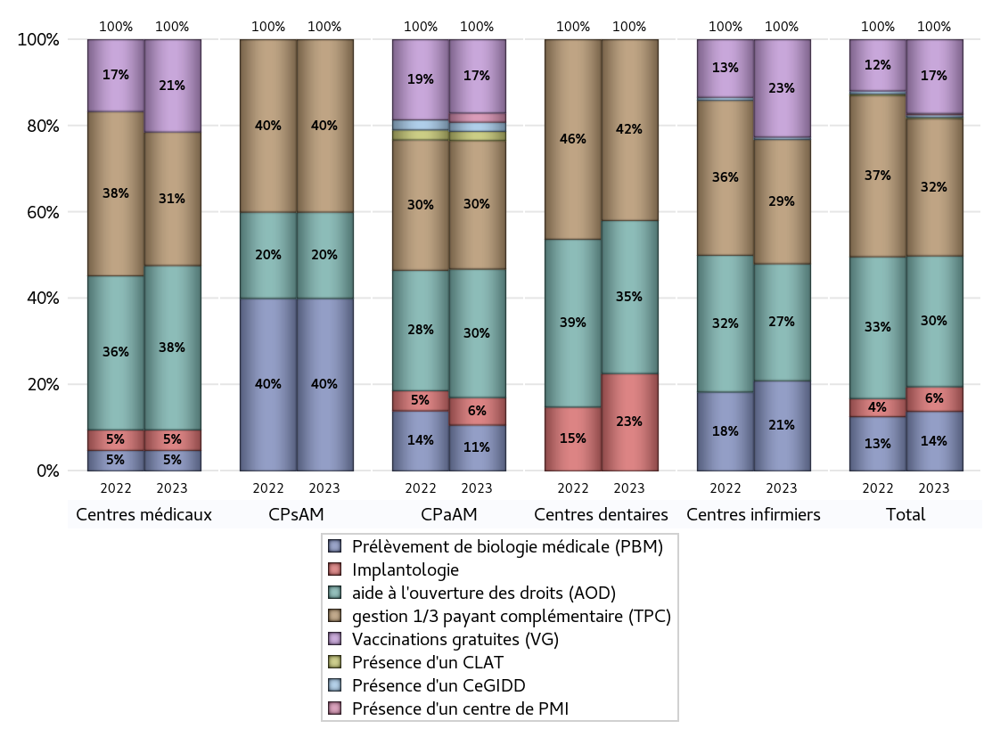 100% 100% 100% 100% 100% 100% 100% 100% 100% 100% 100% 100%
100%
80%
60%
40%
20%
0%
17% 38% 36% 5% 5%
21% 31% 38% 5% 5%
40% 20% 40%
40% 20% 40%
19% 30% 28% 5% 14%
17% 30% 30% 6% 11%
46% 39% 15%
42% 35% 23%
13% 36% 32% 18%
23% 29% 27% 21%
12% 37% 33% 4% 13%
17% 32% 30% 6% 14%
2022 2023 2022 2023 2022 2023 2022 2023 2022 2023 2022 2023
Centres médicaux CPsAM CPaAM Centres dentaires Centres infirmiers Total
Prélèvement de biologie médicale (PBM)
Implantologie
aide à l'ouverture des droits (AOD)
gestion 1/3 payant complémentaire (TPC)
Vaccinations gratuites (VG)
Présence d'un CLAT
Présence d'un CeGIDD
Présence d'un centre de PMI